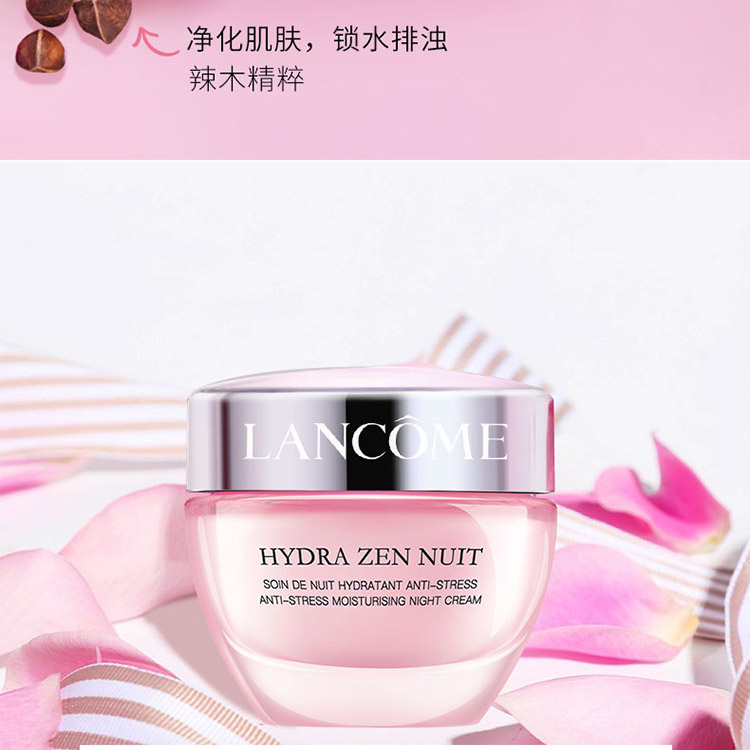 净化肌肤，锁水排浊
辣木精粹
LANCÔME
HYDRA ZEN NUIT
SOIN DE NUIT HYDRATANT ANTI-STRESS
ANTI-STRESS MOISTURISING NIGHT CREAM